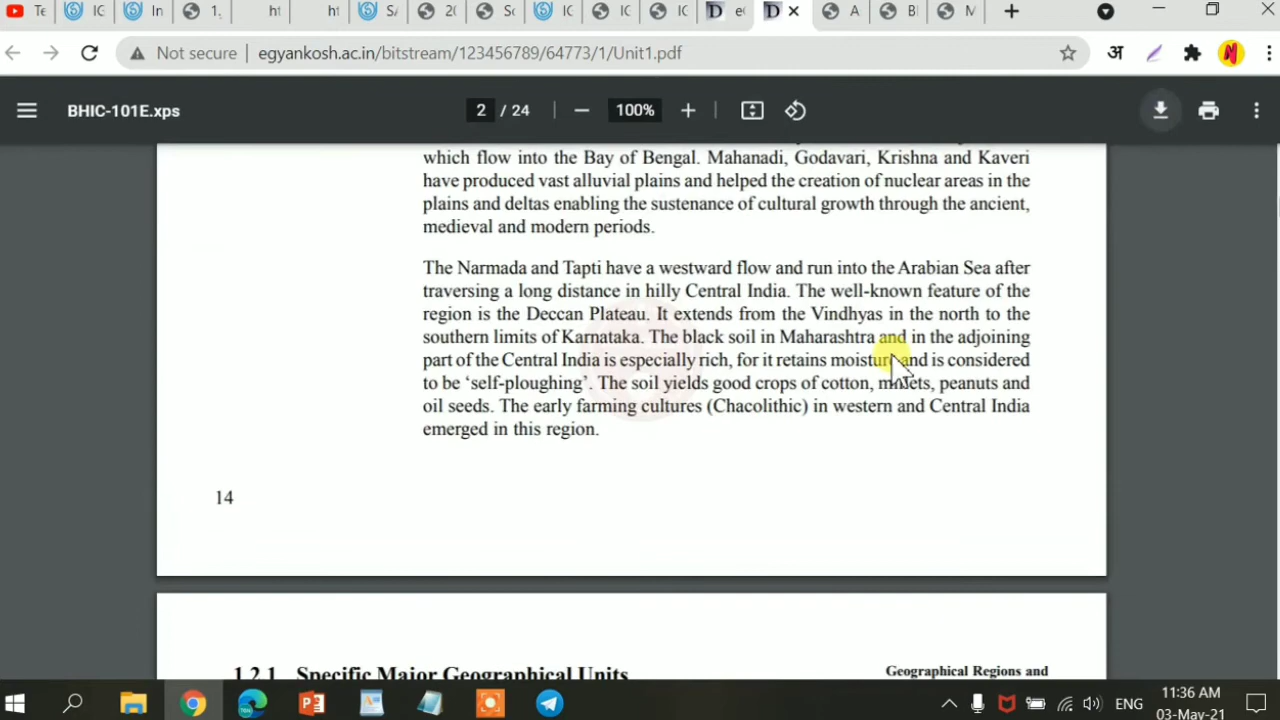 Te
IG
In
1,
ht
ht
SA
20
Sc
IC
IC
IC
D e(
D
A
B
M
Not secure | egyankosh.ac.in/bitstream/123456789/64773/1/Unit1.pdf
अ
BHIC-101E.xps
2 / 24
100%
which flow into the Bay of Bengal. Mahanadi, Godavari, Krishna and Kaveri
have produced vast alluvial plains and helped the creation of nuclear areas in the
plains and deltas enabling the sustenance of cultural growth through the ancient,
medieval and modern periods.
The Narmada and Tapti have a westward flow and run into the Arabian Sea after
traversing a long distance in hilly Central India. The well-known feature of the
region is the Deccan Plateau. It extends from the Vindhyas in the north to the
southern limits of Karnataka. The black soil in Maharashtra and in the adjoining
part of the Central India is especially rich, for it retains moisture and is considered
to be ‘self-ploughing’. The soil yields good crops of cotton, millets, peanuts and
oil seeds. The early farming cultures (Chacolithic) in western and Central India
emerged in this region.
14
1.2.1 Specific Major Geographical Units
Geographical Regions and
ENG
11:36 AM
03-May-21